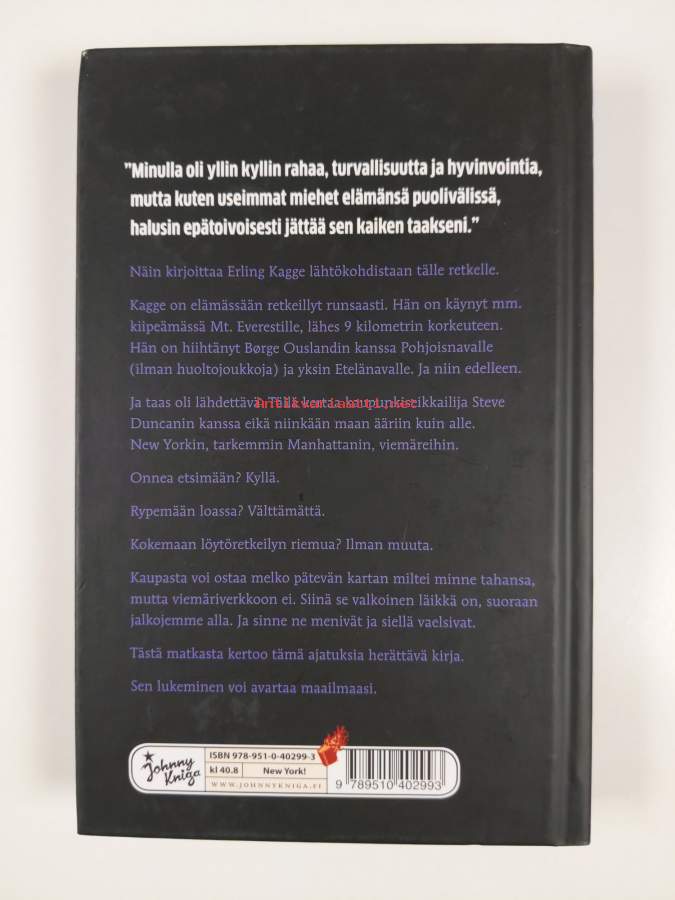 ”Minulla oli yllin kyllin rahaa, turvallisuutta ja hyvinvointia,
mutta kuten useimmat miehet elämänsä puolivälissä,
halusin epätoivoisesti jättää sen kaiken taakseni.”
Näin kirjoittaa Erling Kagge lähtökohdistaan tälle retkelle.
Kagge on elämässään retkeillyt runsaasti. Hän on käynyt mm.
kiipeämässä Mt. Everestille, lähes 9 kilometrin korkeuteen.
Hän on hiihtänyt Børge Ouslandin kanssa Pohjoisnavalle
(ilman huoltojoukkoja) ja yksin Etelänavalle. Ja niin edelleen.
Ja taas oli lähdettävä. Tällä kertaa kaupunkiseikkailija Steve
Duncanin kanssa eikä niinkään maan ääriin kuin alle.
New Yorkin, tarkemmin Manhattanin, viemäreihin.
Onnea etsimään? Kyllä.
Rypemään loassa? Välttämättä.
Kokemaan löytöretkeilyn riemua? Ilman muuta.
Kaupasta voi ostaa melko pätevän kartan miltei minne tahansa,
mutta viemäriverkkoon ei. Siinä se valkoinen läikkä on, suoraan
jalkojemme alla. Ja sinne ne menivät ja siellä vaelsivat.
Tästä matkasta kertoo tämä ajatuksia herättävä kirja.
Sen lukeminen voi avartaa maailmaasi.
Johnny Kniga
ISBN 978-951-0-40299-3
kl 40.8 New York!
WWW.JOHNNYKNIGA.FI
9 789510 402993